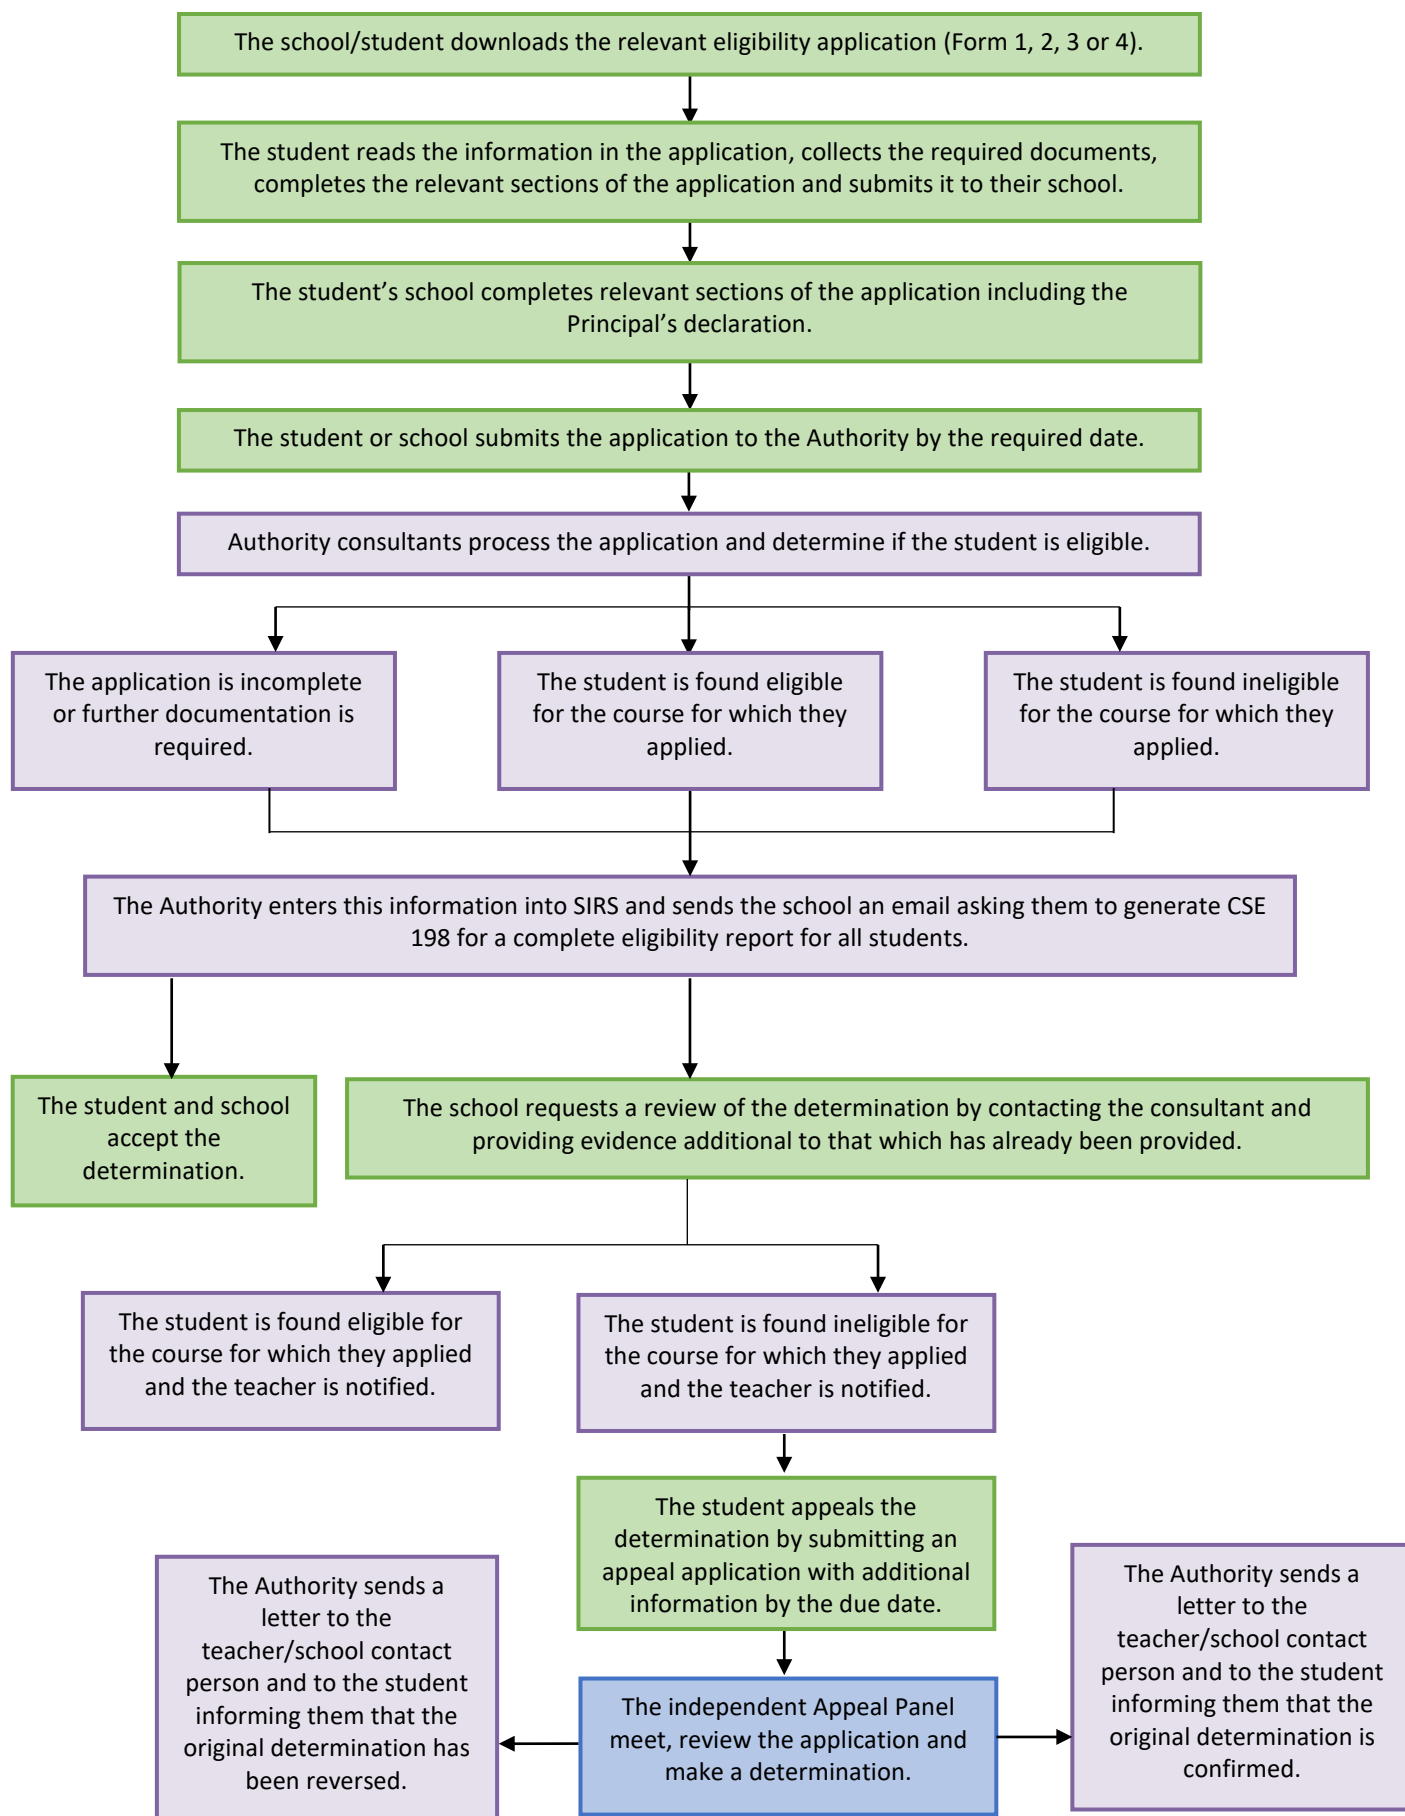 The school/student downloads the relevant eligibility application (Form 1, 2, 3 or 4).
The student reads the information in the application, collects the required documents,
completes the relevant sections of the application and submits it to their school.
The student’s school completes relevant sections of the application including the
Principal’s declaration.
The student or school submits the application to the Authority by the required date.
Authority consultants process the application and determine if the student is eligible.
The application is incomplete
or further documentation is
required.
The student is found eligible
for the course for which they
applied.
The student is found ineligible
for the course for which they
applied.
The Authority enters this information into SIRS and sends the school an email asking them to generate CSE
198 for a complete eligibility report for all students.
The student and school
accept the
determination.
The school requests a review of the determination by contacting the consultant and
providing evidence additional to that which has already been provided.
The student is found eligible for
the course for which they applied
and the teacher is notified.
The student is found ineligible for
the course for which they applied
and the teacher is notified.
The student appeals the
determination by submitting an
appeal application with additional
information by the due date.
The Authority sends a
letter to the
teacher/school contact
person and to the student
informing them that the
original determination has
been reversed.
The independent Appeal Panel
meet, review the application and
make a determination.
The Authority sends a
letter to the
teacher/school contact
person and to the student
informing them that the
original determination is
confirmed.